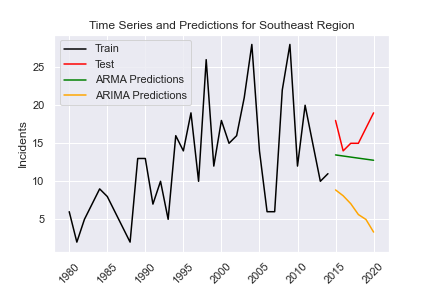 Time Series and Predictions for Southeast Region
Train
Test
ARMA Predictions
ARIMA Predictions
Incidents
25
20
15
10
5
1980
1985
1990
1995
2000
2005
2010
2015
2020